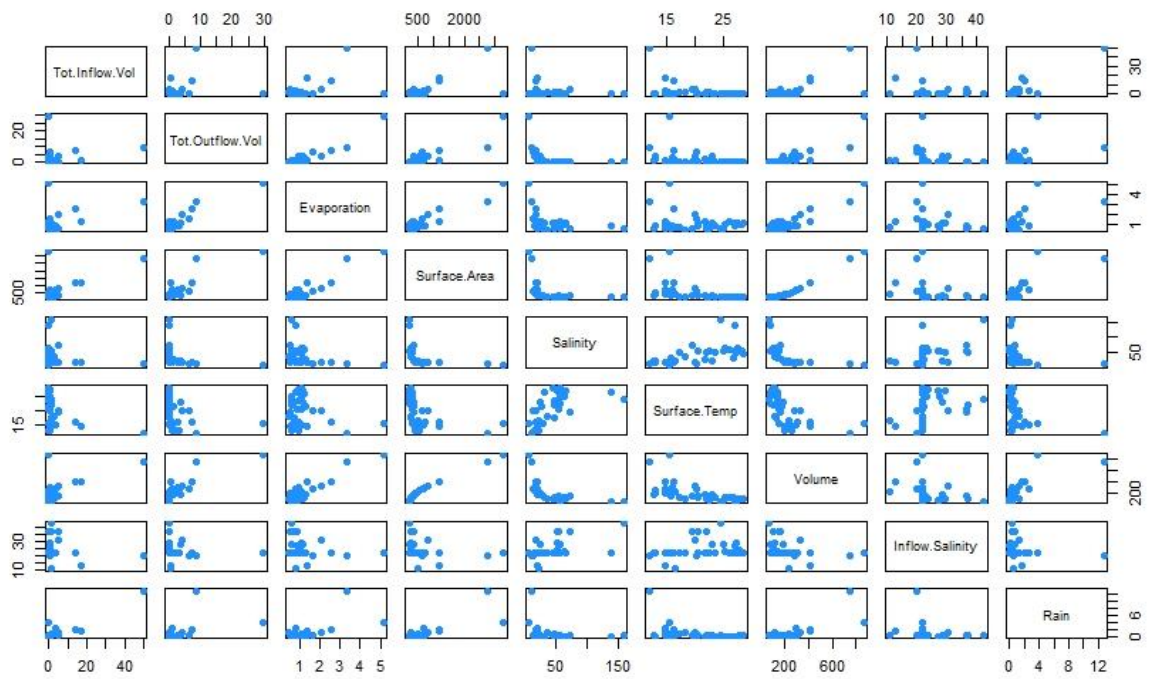 0 10 30 500 2000 15 25 10 20 30 40
Tot.Inflow.Vol 0 30
0 20 Tot.Outflow.Vol
Evaporation 1 4
500 Surface.Area
Salinity 50
15 Surface.Temp
Volume 200
10 30 Inflow.Salinity
Rain 0 6
0 20 40 1 2 3 4 5 50 150 200 600 0 4 8 12